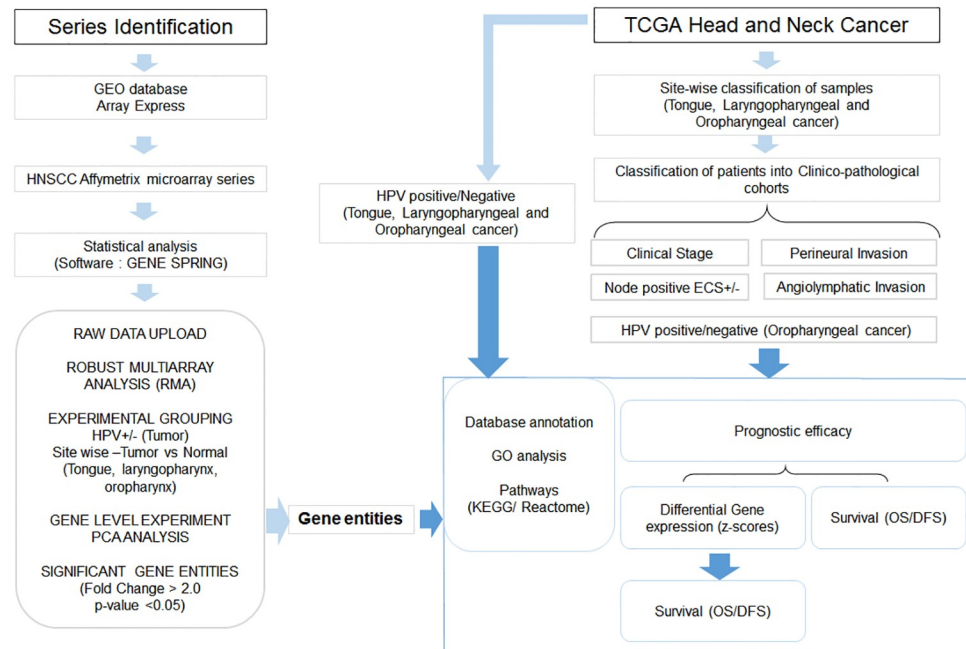 Series Identification
GEO database
Array Express
HNSCC Affymetrix microarray series
Statistical analysis
(Software : GENE SPRING)
RAW DATA UPLOAD
ROBUST MULTIARRAY
ANALYSIS (RMA)
EXPERIMENTAL GROUPING
HPV+/- (Tumor)
Site wise –Tumor vs Normal
(Tongue, laryngopharynx,
oropharynx)
GENE LEVEL EXPERIMENT
PCA ANALYSIS
SIGNIFICANT GENE ENTITIES
(Fold Change > 2.0
p-value <0.05)
Gene entities
TCGA Head and Neck Cancer
Site-wise classification of samples
(Tongue, Laryngopharyngeal and
Oropharyngeal cancer)
Classification of patients into Clinico-pathological
cohorts
HPV positive/Negative
(Tongue, Laryngopharyngeal and
Oropharyngeal cancer)
Clinical Stage
Perineural Invasion
Node positive ECS+/-
Angiolymphatic Invasion
HPV positive/negative (Oropharyngeal cancer)
Database annotation
GO analysis
Pathways
(KEGG/ Reactome)
Prognostic efficacy
Differential Gene
expression (z-scores)
Survival (OS/DFS)
Survival (OS/DFS)